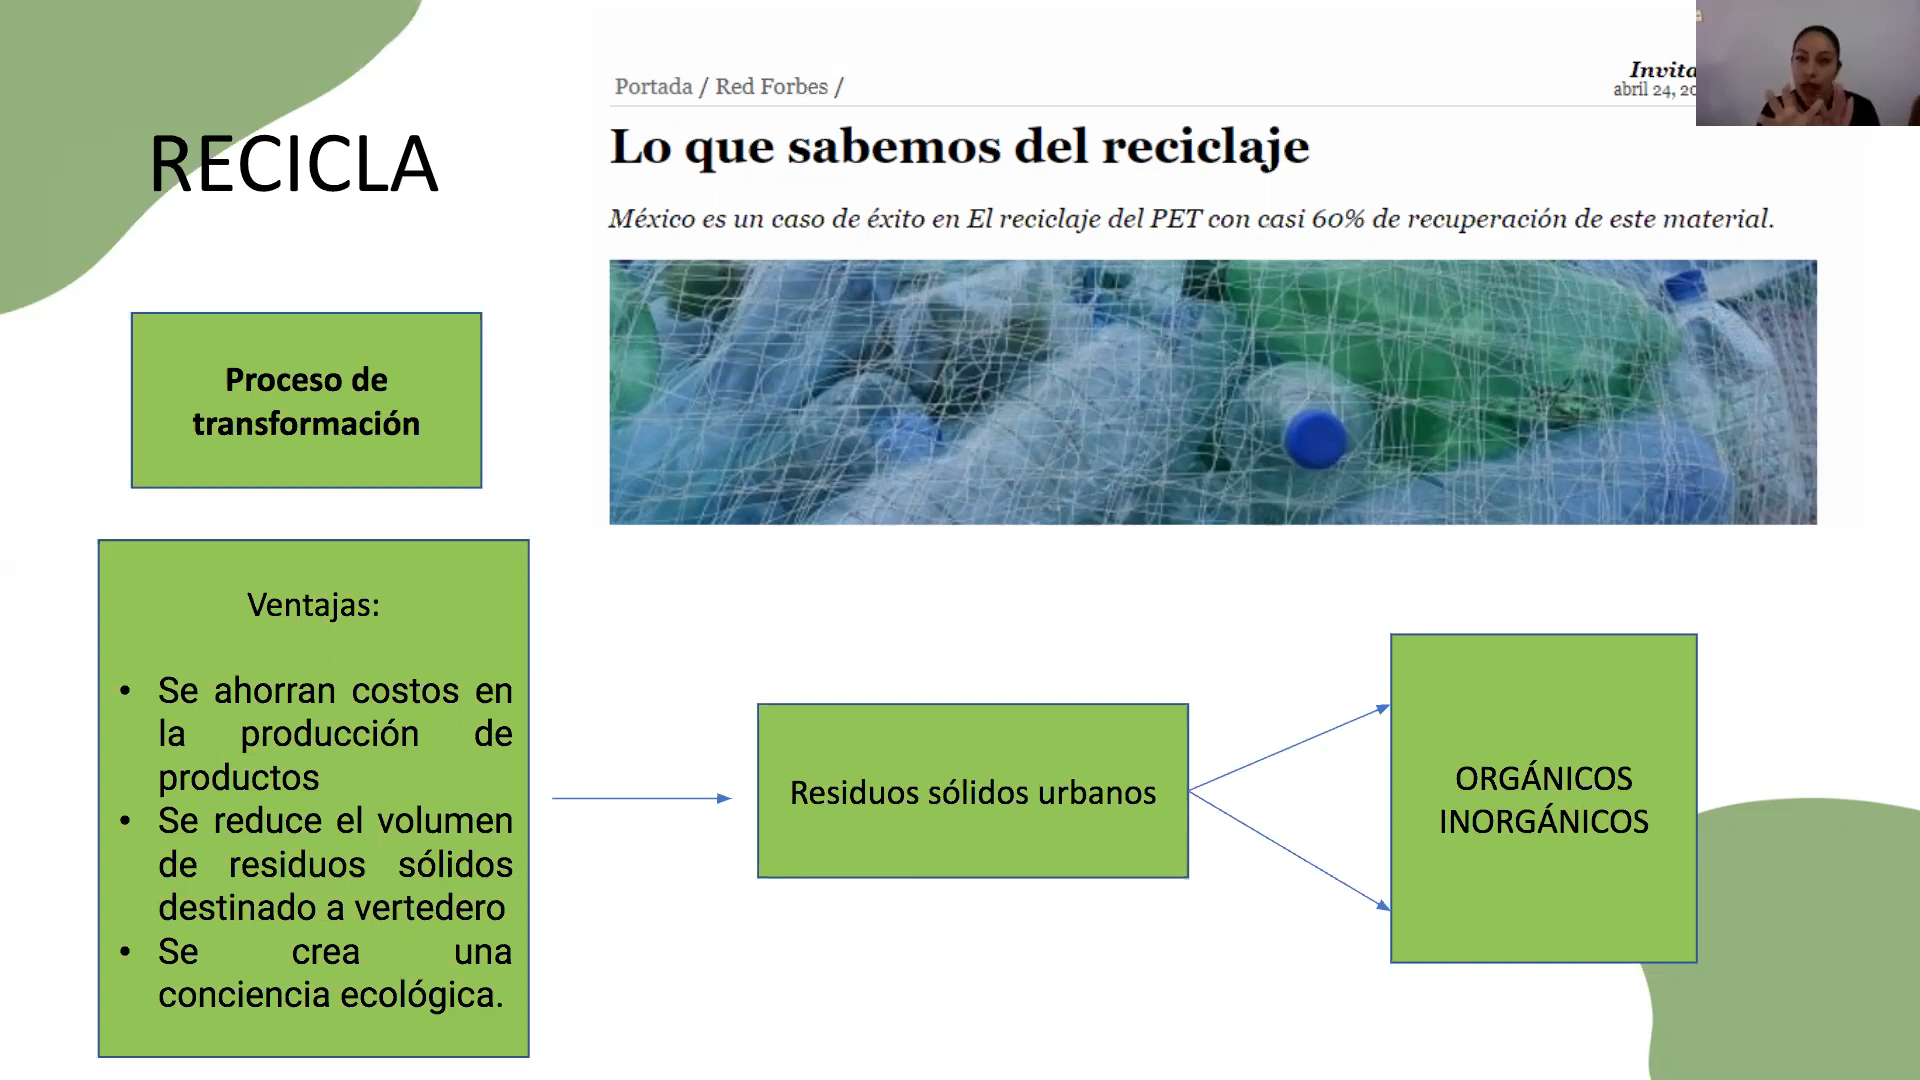 RECICLA
Portada / Red Forbes /
abril 24,
Lo que sabemos del reciclaje
México es un caso de éxito en El reciclaje del PET con casi 60% de recuperación de este material.
Proceso de
transformación
Ventajas:
• Se ahorran costos en
la producción de
productos
• Se reduce el volumen
de residuos sólidos
destinado a vertedero
• Se crea una
conciencia ecológica.
Residuos sólidos urbanos
ORGÁNICOS
INORGÁNICOS